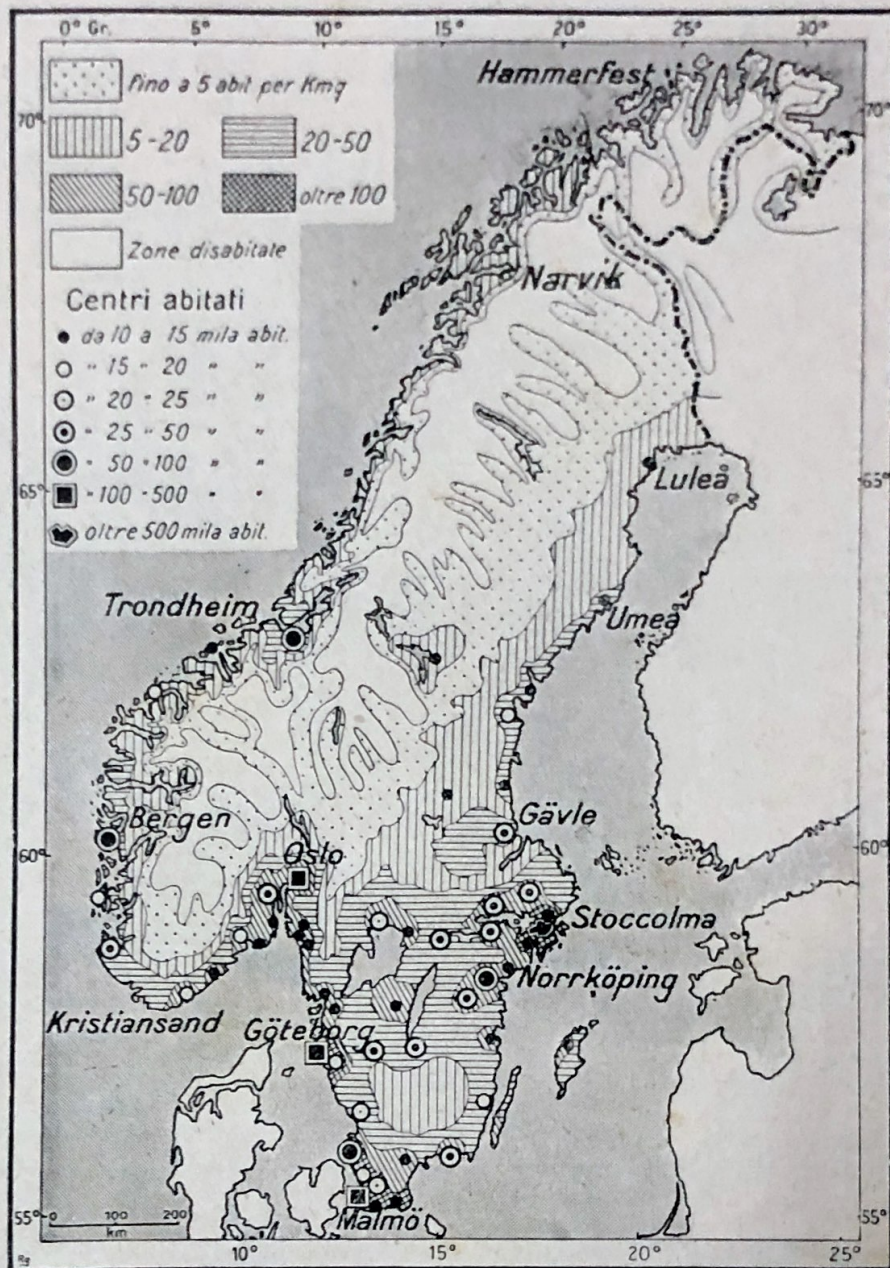 0° Gr. 5° 10° 15° 20° 25° 30°
Fino a 5 abit per Kmq
5-20 20-50
50-100 oltre 100
Zone disabitate
Centri abitati
da 10 a 15 mila abit.
" 15 " 20 " "
" 20 " 25 " "
" 25 " 50 " "
" 50 " 100 " "
" 100 - 500 " "
oltre 500 mila abit.
Hammerfest
70° 70°
Narvik
65° Luleå 65°
Trondheim
Umeå
Bergen
Gävle
60° Oslo 60°
Stoccolma
Norrköping
Kristiansand
Göteborg
Malmö
55° 55°
0 100 200
km
10° 15° 20° 25°
Rg